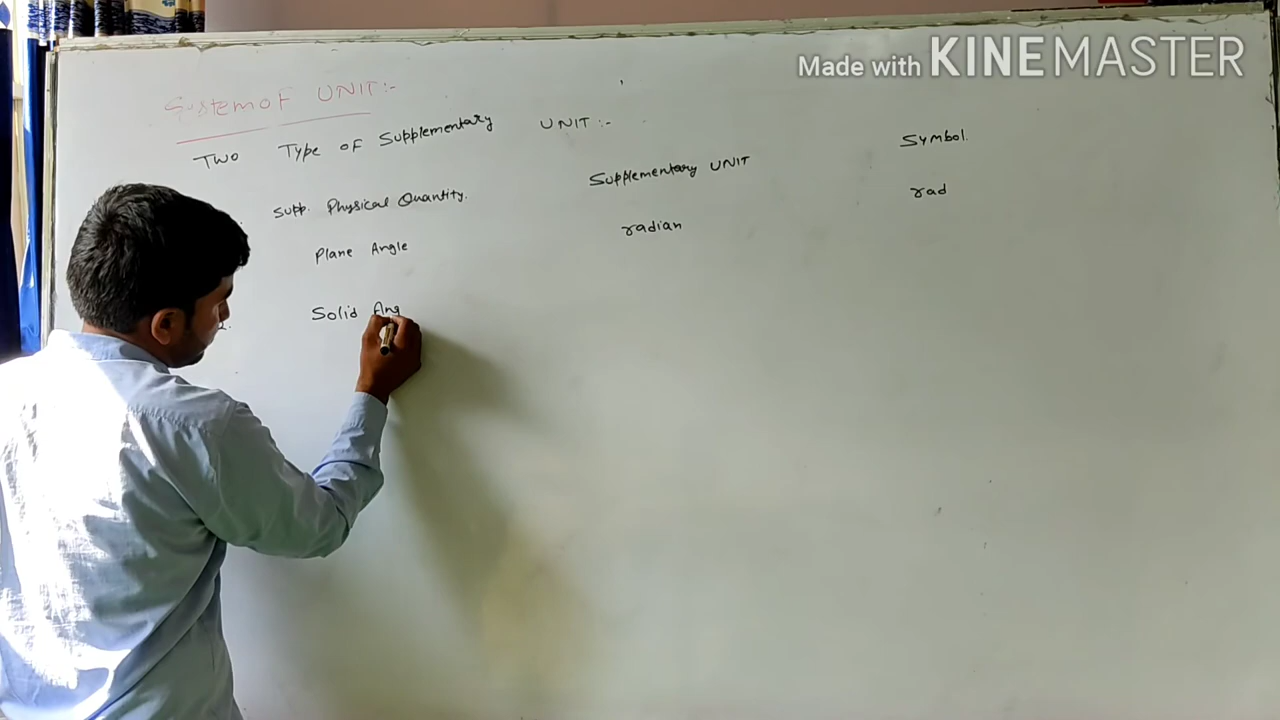 Made with KINEMASTER
System of UNIT:-
Two Type of Supplementary UNIT:-
Supp. Physical Quantity. Supplementary UNIT Symbol.
Plane Angle radian rad
2. Solid Ang